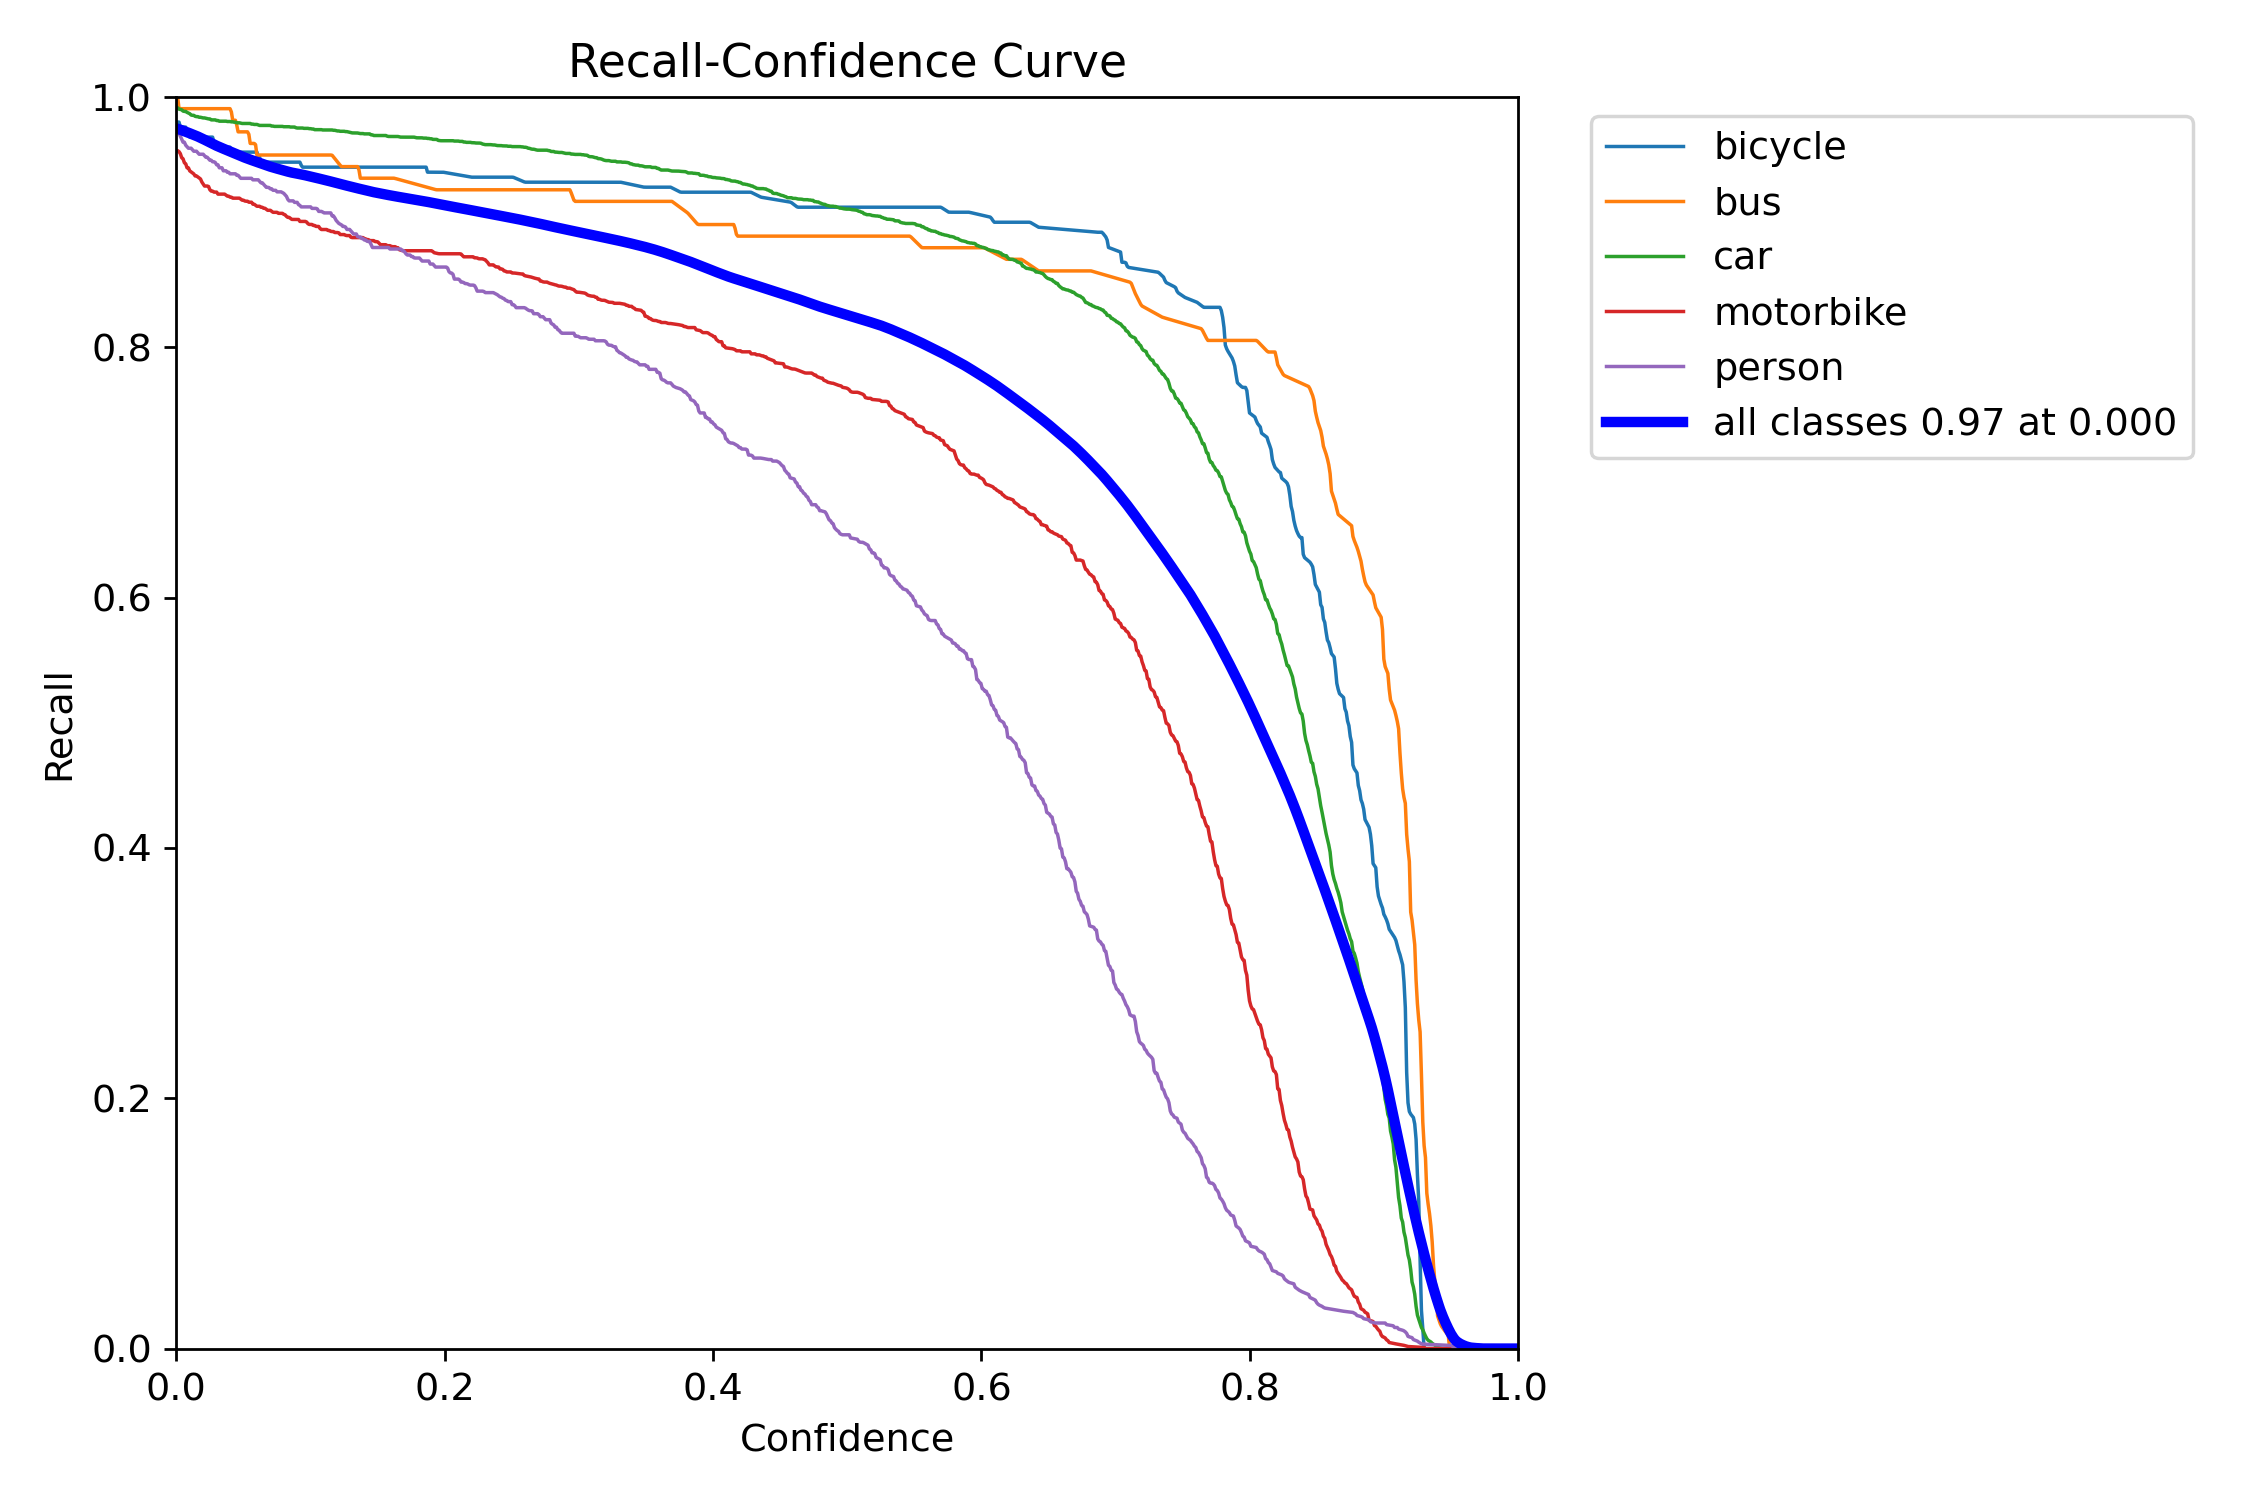 Recall-Confidence Curve
1.0
0.8
0.6
0.4
0.2
0.0
Recall
0.0 0.2 0.4 0.6 0.8 1.0
Confidence
bicycle
bus
car
motorbike
person
all classes 0.97 at 0.000